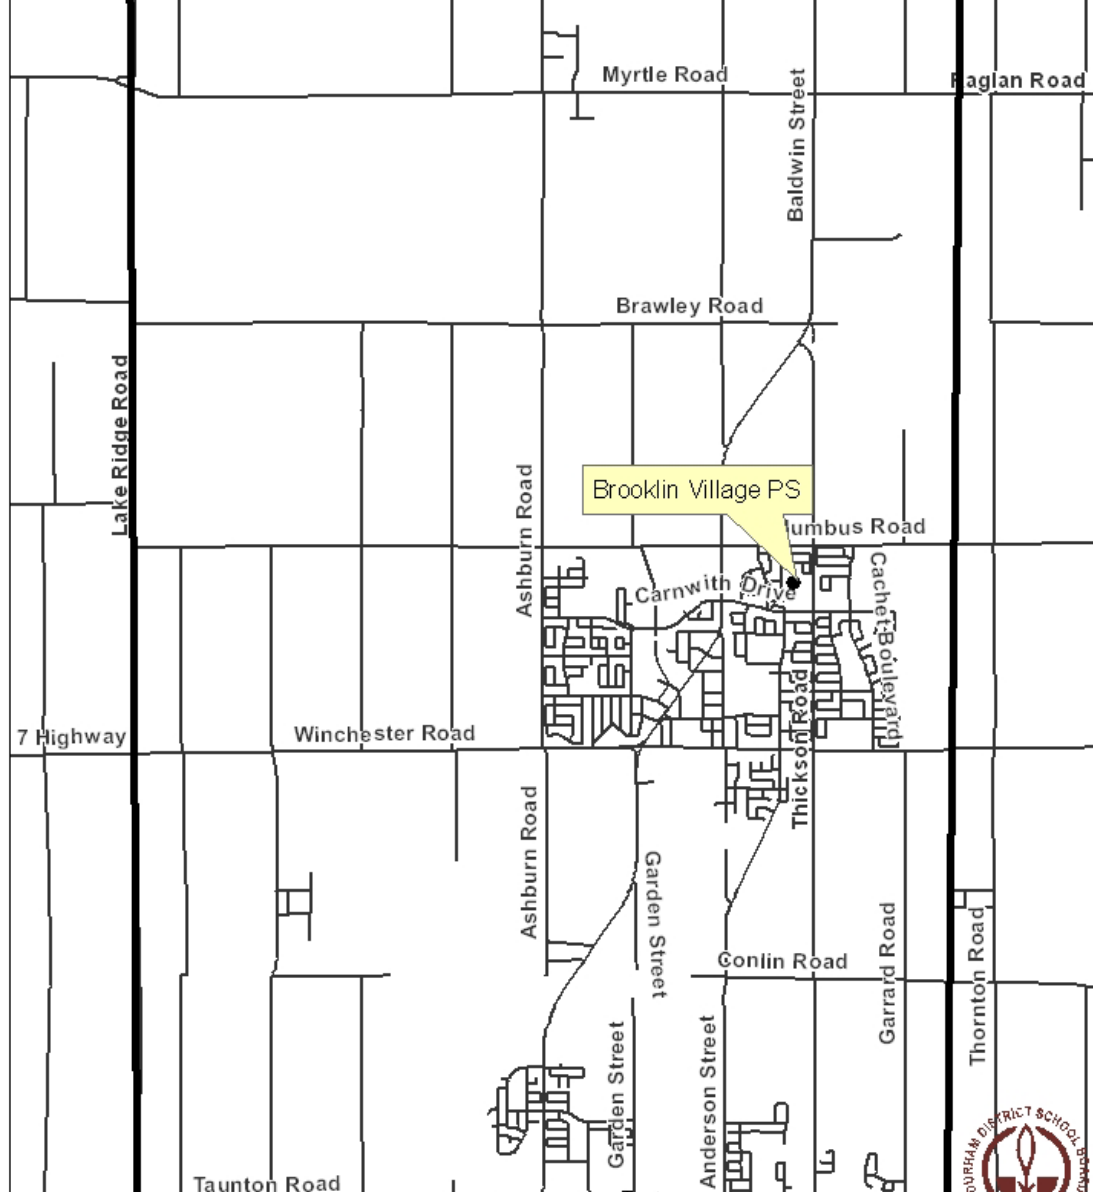 Myrtle Road
Raglan Road
Baldwin Street
Brawley Road
Lake Ridge Road
Ashburn Road
Brooklin Village PS
lumbus Road
Carnwith Drive
Cachet Boulevard
7 Highway
Winchester Road
Thickson Road
Ashburn Road
Garden Street
Conlin Road
Garrard Road
Thornton Road
Garden Street
Anderson Street
DURHAM DISTRICT SCHOOL BOARD
Taunton Road